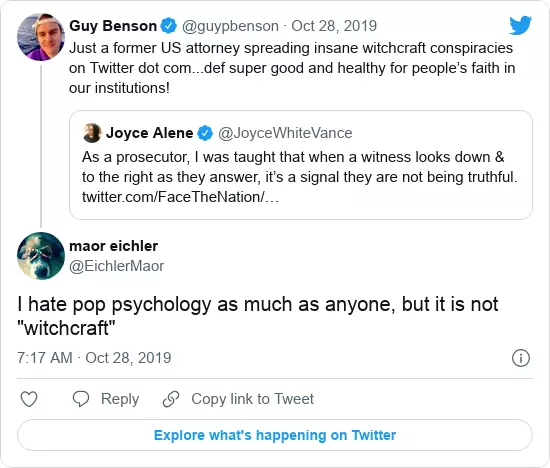 Guy Benson @guypbenson · Oct 28, 2019
Just a former US attorney spreading insane witchcraft conspiracies
on Twitter dot com...def super good and healthy for people's faith in
our institutions!
Joyce Alene @JoyceWhiteVance
As a prosecutor, I was taught that when a witness looks down &
to the right as they answer, it's a signal they are not being truthful.
twitter.com/FaceTheNation/…
maor eichler
@EichlerMaor
I hate pop psychology as much as anyone, but it is not
"witchcraft"
7:17 AM · Oct 28, 2019
Reply Copy link to Tweet
Explore what's happening on Twitter